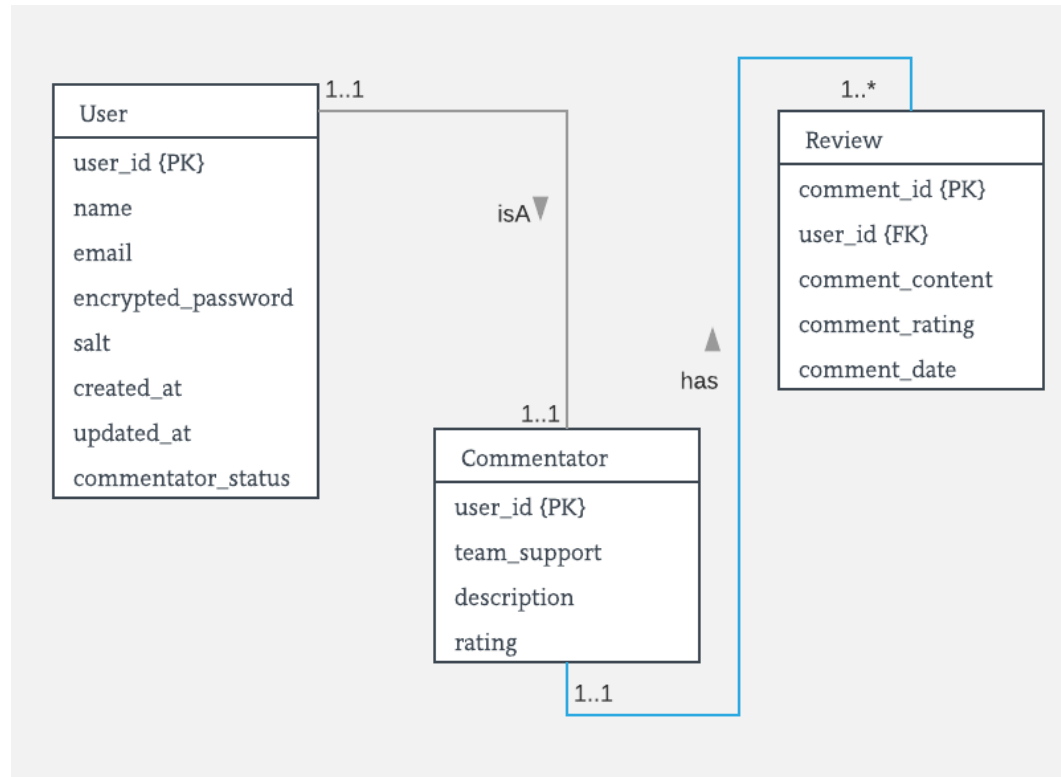 1..1
User
user_id {PK}
name
email
encrypted_password
salt
created_at
updated_at
commentator_status
isA
1..1
Commentator
user_id {PK}
team_support
description
rating
1..1
has
1..*
Review
comment_id {PK}
user_id {FK}
comment_content
comment_rating
comment_date